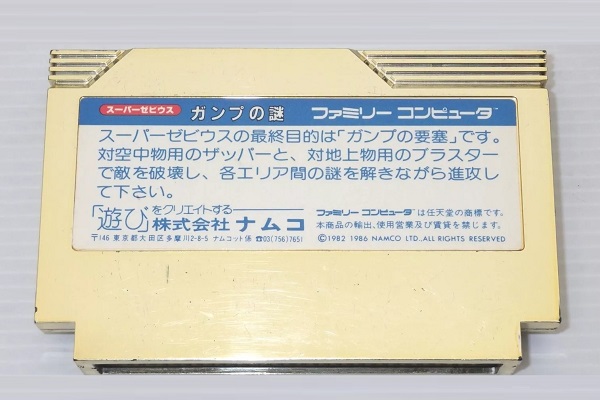 スーパーゼビウス ガンプの謎 ファミリー コンピュータ™
スーパーゼビウスの最終目的は「ガンプの要塞」です。
対空中物用のザッパーと、対地上物用のブラスター
で敵を破壊し、各エリア間の謎を解きながら進攻し
て下さい。
「遊び」をクリエイトする 株式会社 ナムコ
〒146 東京都大田区多摩川2-8-5 ナムコット係 ☎03(756)7651
ファミリー コンピュータ™は任天堂の商標です。
本商品の輸出、使用営業及び賃貸を禁じます。
©1982 1986 NAMCO LTD., ALL RIGHTS RESERVED